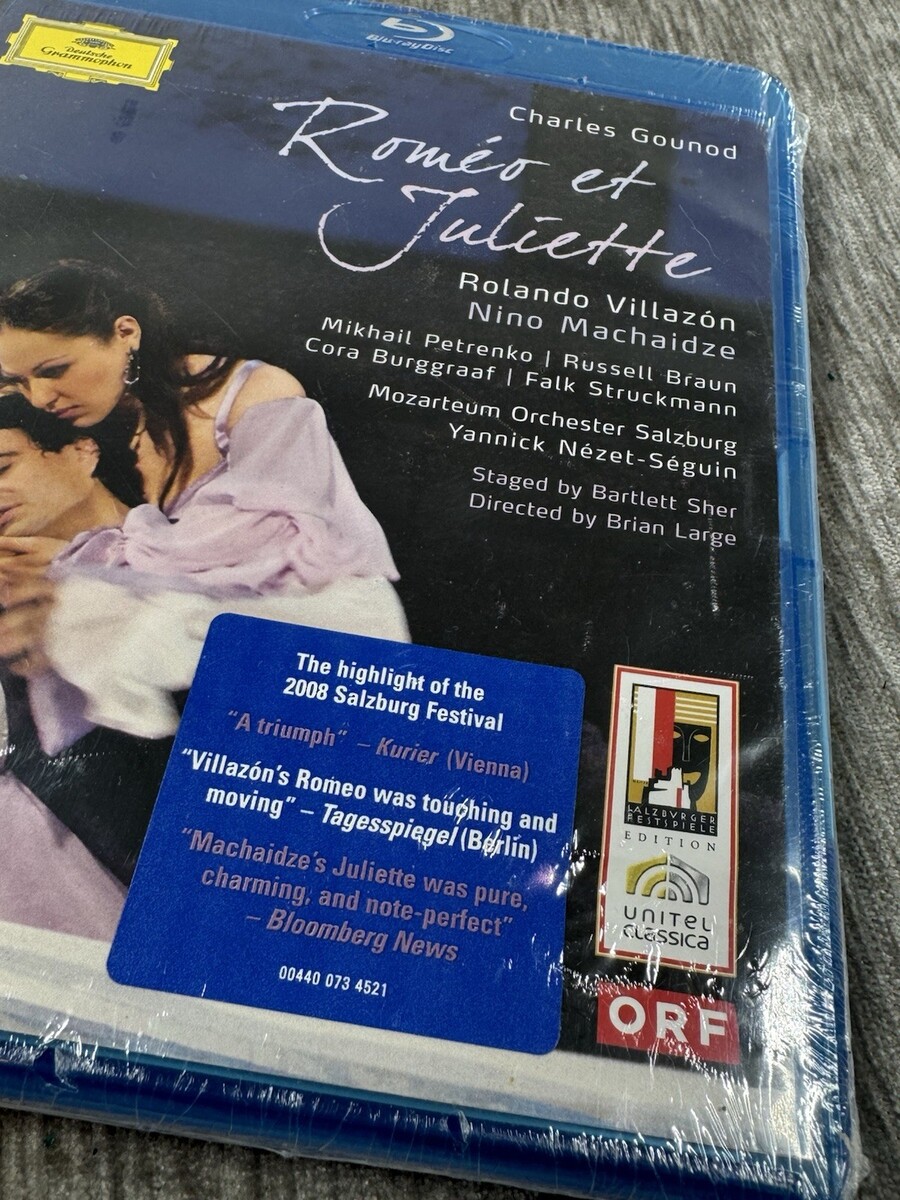 Blu-ray Disc
Deutsche
Grammophon
Charles Gounod
Roméo et
Juliette
Rolando Villazón
Nino Machaidze
Mikhail Petrenko | Russell Braun
Cora Burggraaf | Falk Struckmann
Mozarteum Orchester Salzburg
Yannick Nézet-Séguin
Staged by Bartlett Sher
Directed by Brian Large
The highlight of the
2008 Salzburg Festival
“A triumph” – Kurier (Vienna)
“Villazón’s Romeo was touching and
moving” – Tagesspiegel (Berlin)
“Machaidze’s Juliette was pure,
charming, and note-perfect”
– Bloomberg News
00440 073 4521
SALZBVRGER
FESTSPIELE
EDITION
UNITEL
CLASSICA
ORF